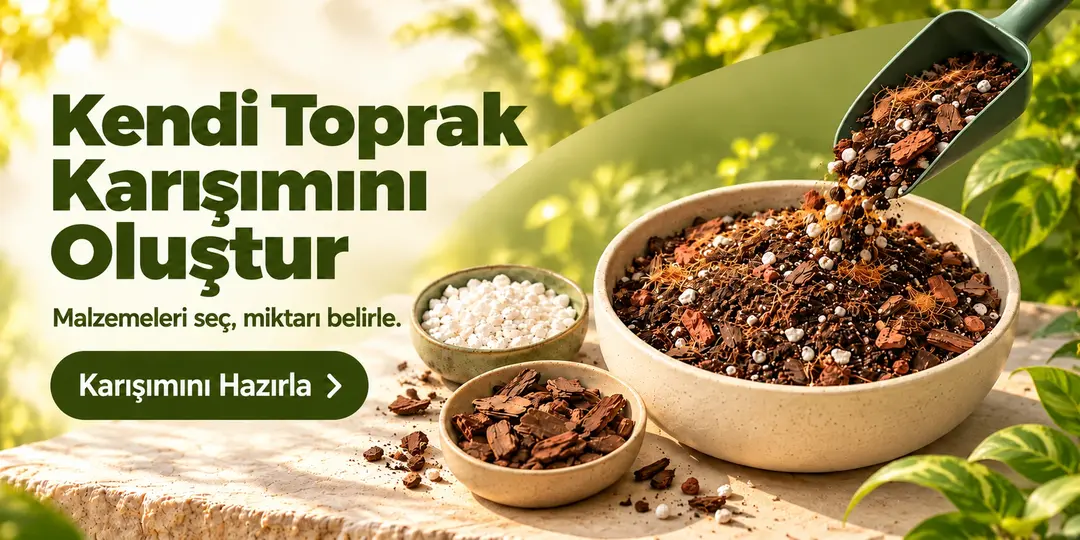 Kendi Toprak
Karışımını
Oluştur
Malzemeleri seç, miktarı belirle.
Karışımını Hazırla